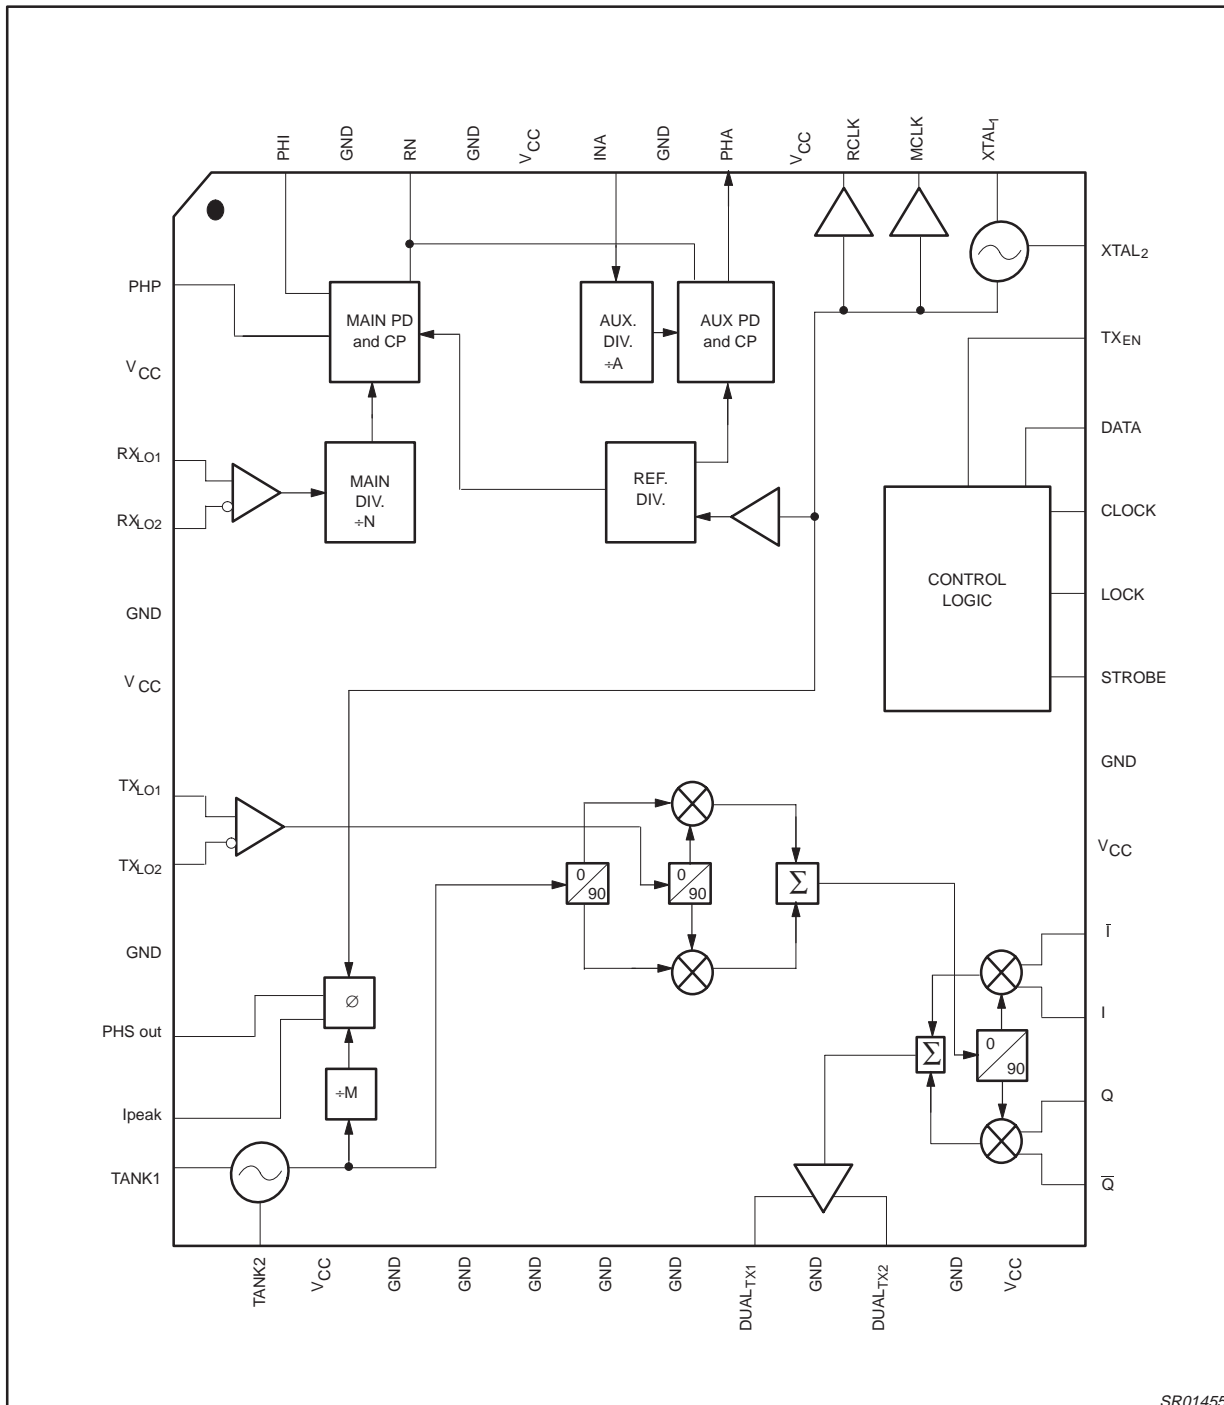 PHI
GND
RN
GND
VCC
INA
GND
PHA
VCC
RCLK
MCLK
XTAL1
XTAL2
PHP
MAIN PD
and CP
AUX.
DIV.
÷A
AUX PD
and CP
TXEN
VCC
DATA
RXLO1
MAIN
DIV.
÷N
REF.
DIV.
CLOCK
RXLO2
CONTROL
LOGIC
LOCK
GND
STROBE
VCC
GND
TXLO1
VCC
TXLO2
0
90
0
90
Σ
Ī
GND
∅
I
PHS out
Σ
0
90
÷M
Q
Ipeak
TANK1
Q̅
TANK2
VCC
GND
GND
GND
GND
GND
DUALTX1
GND
DUALTX2
GND
VCC
SR01455